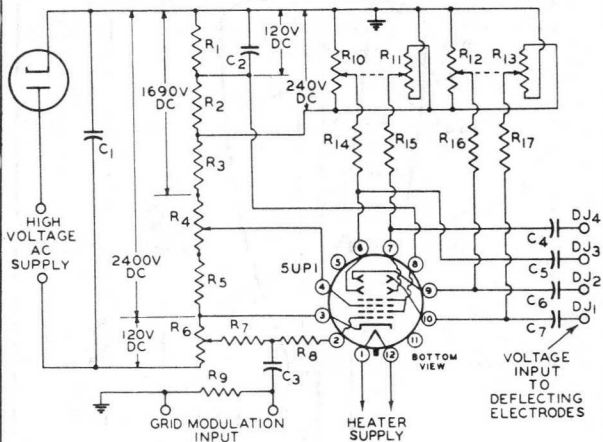 120V
DC
R1
C2
R10
R11
R12
R13
1690V
DC
R2
240V
DC
C1
R3
R14
R15
R16
R17
HIGH
VOLTAGE
AC
SUPPLY
R4
2400V
DC
R5
5UP1
6
7
5
8
4
9
3
10
2
11
1
12
C4
DJ4
C5
DJ3
C6
DJ2
C7
DJ1
120V
DC
R6
R7
R8
BOTTOM
VIEW
C3
R9
GRID MODULATION
INPUT
HEATER
SUPPLY
VOLTAGE
INPUT
TO
DEFLECTING
ELECTRODES